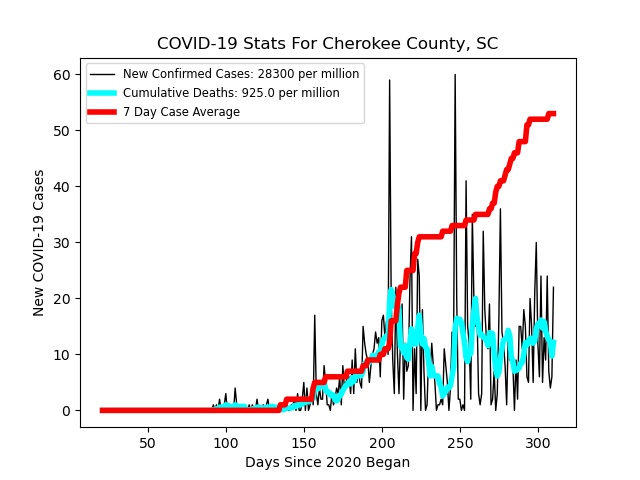 COVID-19 Stats For Cherokee County, SC
New Confirmed Cases: 28300 per million
Cumulative Deaths: 925.0 per million
7 Day Case Average
New COVID-19 Cases
60
50
40
30
20
10
0
50 100 150 200 250 300
Days Since 2020 Began